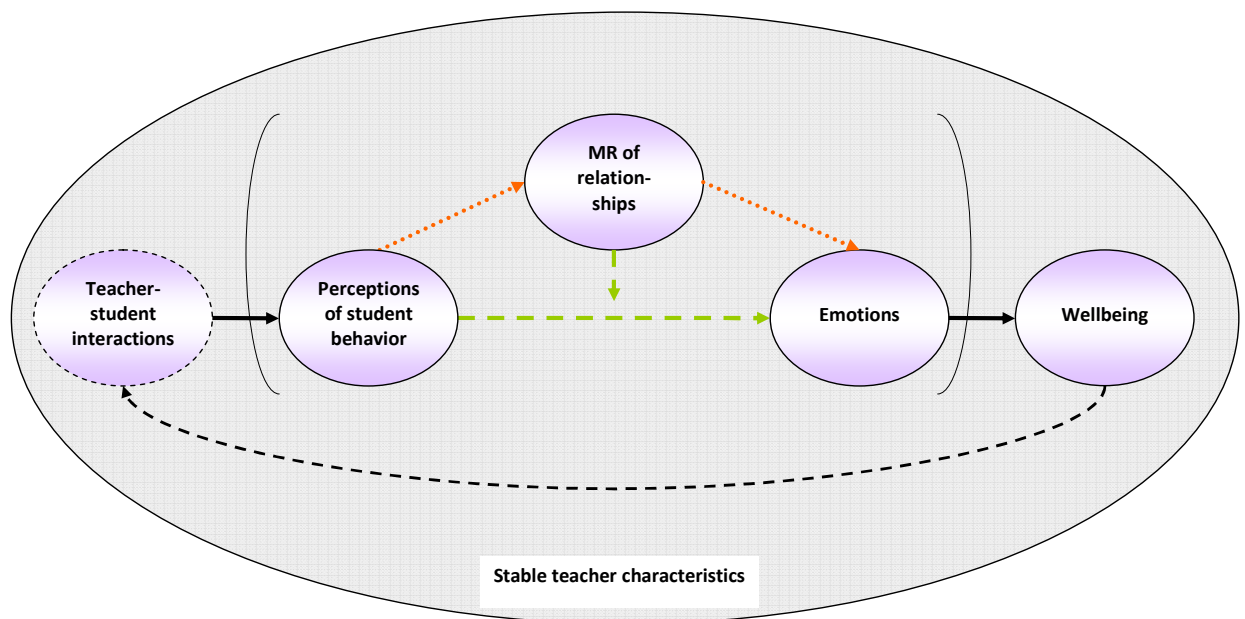 MR of
relation-
ships
Teacher-
student
interactions
Perceptions
of student
behavior
Emotions
Wellbeing
Stable teacher characteristics